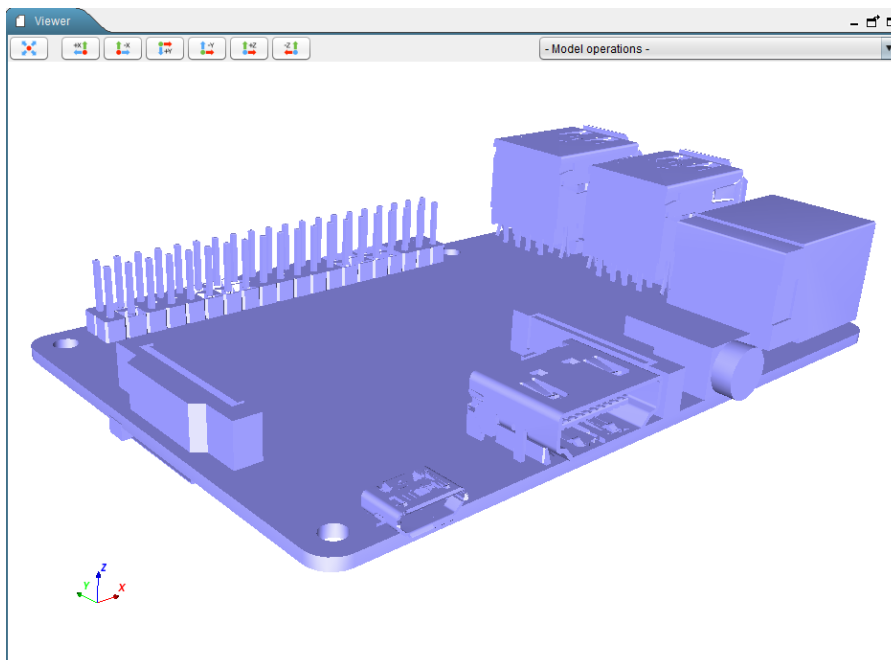 Viewer
+X
-X
+Y
-Y
+Z
-Z
- Model operations -
Z
Y
X